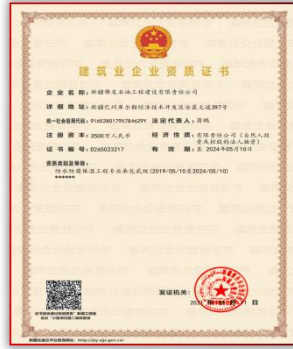 建筑业企业资质证书
企 业 名 称：新疆佛友石油工程建设有限责任公司
详 细 地 址：新疆巴州库尔勒经济技术开发区安晨大道397号
统一社会信用代码：91652801795784629Y 法 定 代 表 人：蒋鹏
注 册 资 本：3500万人民币 经 济 性 质：有限责任公司（自然人投
资或控股的法人独资）
证 书 编 号：B265023217 有 效 期：至 2024年05月10日
资质类别及等级：
防水防腐保温工程专业承包贰级(2019/05/10至2024/05/10)
******
发证机关：